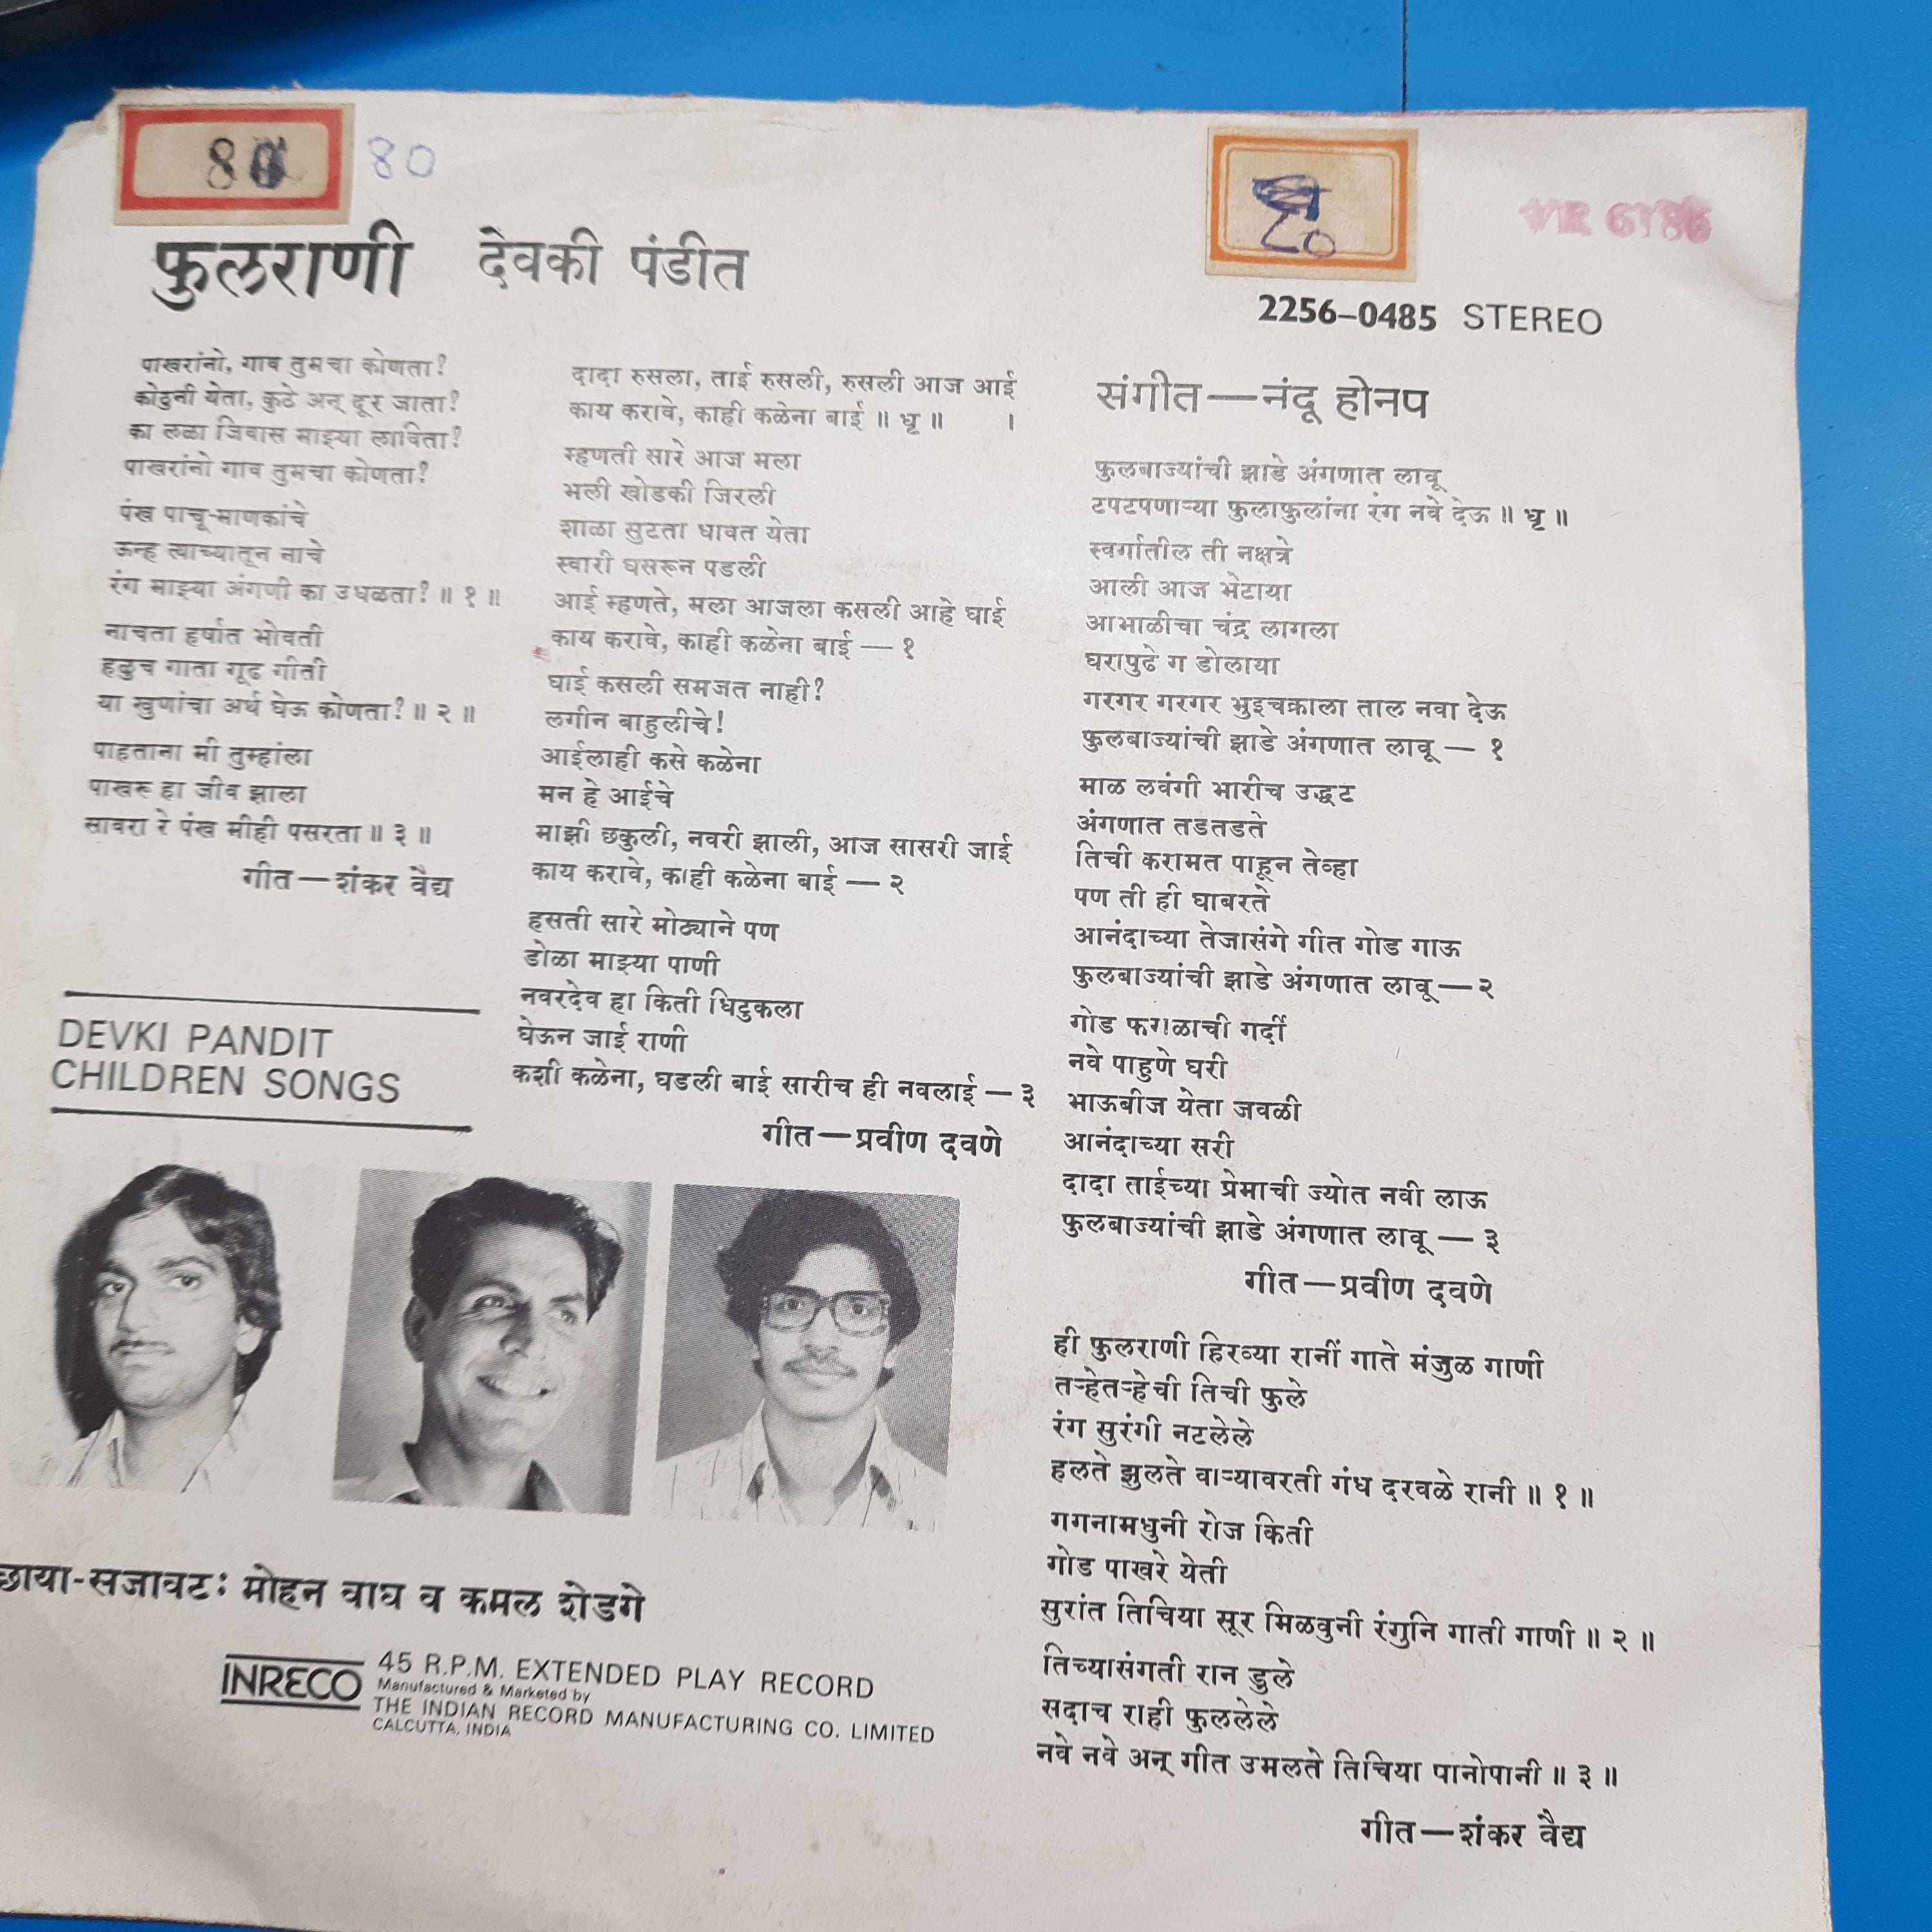 80
फुलराणी देवकी पंडीत
2256-0485 STEREO
पाखरांनो, गाव तुमचा कोणता?
कोठुनी येता, कुठे अन् दूर जाता?
का लळा जिवास माझ्या लाविता?
पाखरांनो गाव तुमचा कोणता?
पंख पाचू-माणकांचे
ऊन्ह त्याच्यातून नाचे
रंग माझ्या अंगणी का उधळता? ॥ १ ॥
नाचता हर्षात भोवती
हळुच गाता गूढ गीती
या खुणांचा अर्थ घेऊ कोणता? ॥ २ ॥
पाहताना मी तुम्हांला
पाखरू हा जीव झाला
सावरा रे पंख मीही पसरता ॥ ३ ॥
गीत—शंकर वैद्य
DEVKI PANDIT
CHILDREN SONGS
दादा रुसला, ताई रुसली, रुसली आज आई
काय करावे, काही कळेना बाई ॥ धृ ॥ ।
म्हणती सारे आज मला
भली खोडकी जिरली
शाळा सुटता धावत येता
स्वारी घसरून पडली
आई म्हणते, मला आजला कसली आहे घाई
काय करावे, काही कळेना बाई — १
घाई कसली समजत नाही?
लगीन बाहुलीचे!
आईलाही कसे कळेना
मन हे आईचे
माझी छकुली, नवरी झाली, आज सासरी जाई
काय करावे, काही कळेना बाई — २
हसती सारे मोठ्याने पण
डोळा माझ्या पाणी
नवरदेव हा किती धिटुकला
घेऊन जाई राणी
कशी कळेना, घडली बाई सारीच ही नवलाई — ३
गीत—प्रवीण दवणे
संगीत—नंदू होनप
फुलबाज्यांची झाडे अंगणात लावू
टपटपणाऱ्या फुलाफुलांना रंग नवे देऊ ॥ धृ ॥
स्वर्गातील ती नक्षत्रे
आली आज भेटाया
आभाळीचा चंद्र लागला
घरापुढे ग डोलाया
गरगर गरगर भुइचक्राला ताल नवा देऊ
फुलबाज्यांची झाडे अंगणात लावू — १
माळ लवंगी भारीच उद्धट
अंगणात तडतडते
तिची करामत पाहून तेव्हा
पण ती ही घाबरते
आनंदाच्या तेजासंगे गीत गोड गाऊ
फुलबाज्यांची झाडे अंगणात लावू — २
गोड फराळाची गर्दी
नवे पाहुणे घरी
भाऊबीज येता जवळी
आनंदाच्या सरी
दादा ताईच्या प्रेमाची ज्योत नवी लाऊ
फुलबाज्यांची झाडे अंगणात लावू — ३
गीत—प्रवीण दवणे
ही फुलराणी हिरव्या रानीं गाते मंजुळ गाणी
तऱ्हेतऱ्हेची तिची फुले
रंग सुरंगी नटलेले
हलते झुलते वाऱ्यावरती गंध दरवळे रानी ॥ १ ॥
गगनामधुनी रोज किती
गोड पाखरे येती
सुरांत तिचिया सूर मिळवुनी रंगुनि गाती गाणी ॥ २ ॥
तिच्यासंगती रान डुले
सदाच राही फुललेले
नवे नवे अन् गीत उमलते तिचिया पानोपानी ॥ ३ ॥
गीत—शंकर वैद्य
छाया-सजावट: मोहन वाघ व कमल शेडगे
INRECO
45 R.P.M. EXTENDED PLAY RECORD
Manufactured & Marketed by
THE INDIAN RECORD MANUFACTURING CO. LIMITED
CALCUTTA, INDIA